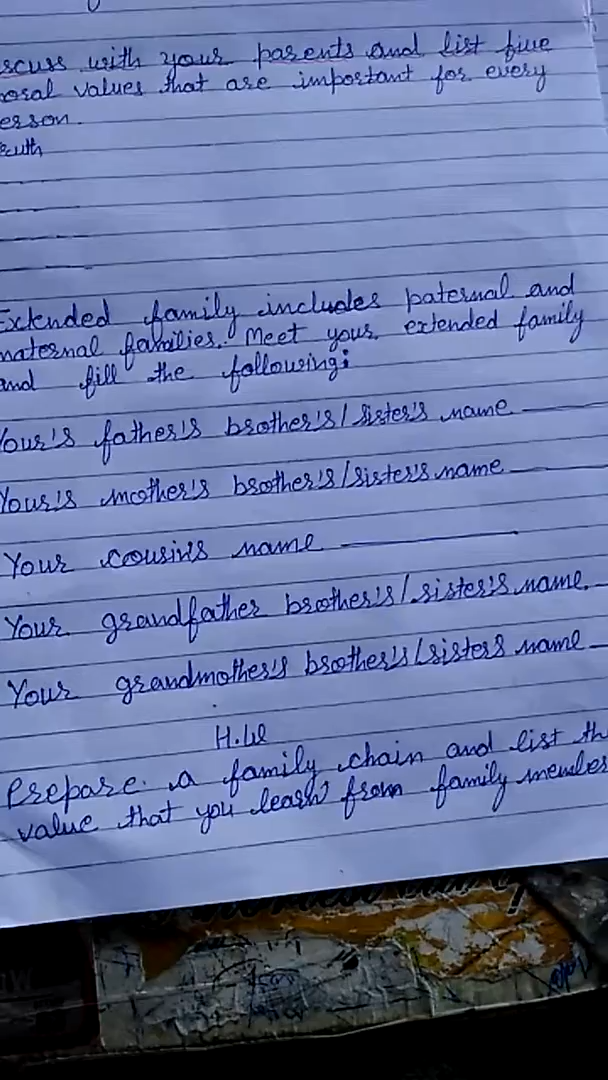 scuss with your parents and list five
oral values that are important for every
erson.
ruth
Extended family includes paternal and
maternal families. Meet your extended family
and fill the following:
Your's father's brother's/sister's name
Your's mother's brother's/sister's name
Your cousin's name
Your grandfather brother's/sister's name.
Your grandmother's brother's/sister's name
H.W
Prepare a family chain and list th
value that you learn from family member